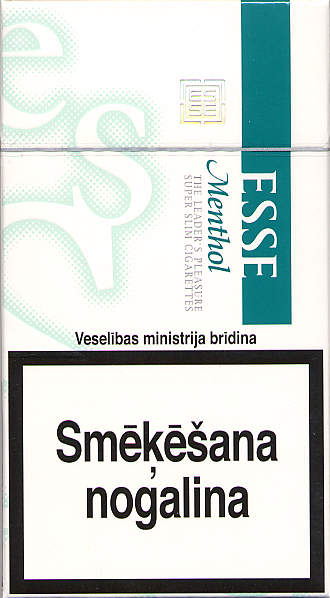 ESSE
Menthol
THE LEADER'S PLEASURE
SUPER SLIM CIGARETTES
Veselības ministrija brīdina
Smēķēšana
nogalina